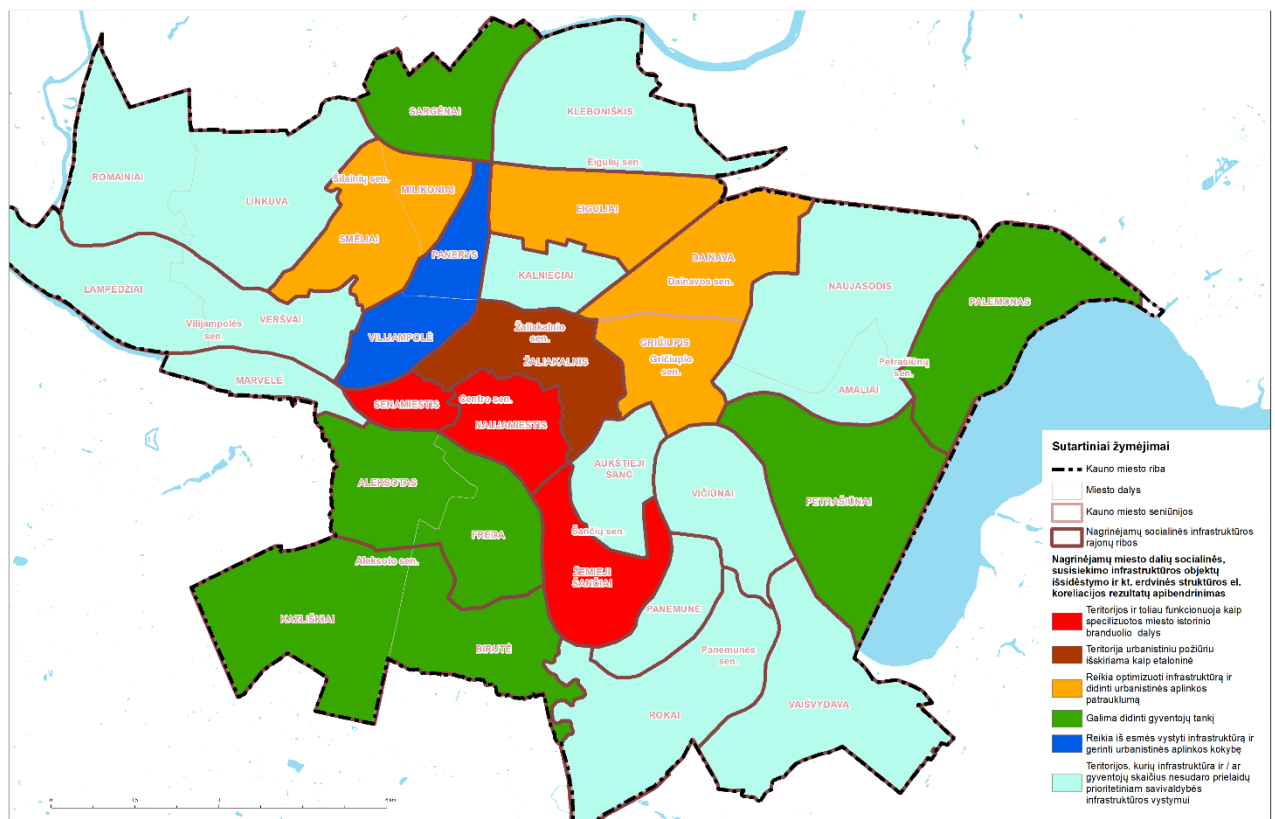 SARGĖNAI
KLEBONIŠKIS
Eigulių sen.
ROMAINIAI
Šilainių sen.
MILIKONIAI
LINKUVA
EIGULIAI
SMĖLIAI
PANERYS
DAINAVA
KALNIEČIAI
Dainavos sen.
LAMPĖDŽIAI
NAUJASODIS
PALEMONAS
VERŠVAI
Vilijampolės
sen.
VILIJAMPOLĖ
Žaliakalnio
sen.
ŽALIAKALNIS
GRIČIUPIS
Gričiupio
sen.
Petrašiūnų
sen.
MARVELĖ
AMALIAI
SENAMIESTIS
Centro sen.
NAUJAMIESTIS
AUKŠTIEJI
ŠANČ
ALEKSOTAS
VIČIŪNAI
PETRAŠIŪNAI
FREDA
Šančių sen.
Aleksoto sen.
ŽEMIEJI
ŠANČIAI
PANEMUNĖ
KAZLIŠKIAI
BIRUTĖ
Panemunės
sen.
ROKAI
VAIŠVYDAVA
Sutartiniai žymėjimai
Kauno miesto riba
Miesto dalys
Kauno miesto seniūnijos
Nagrinėjamų socialinės infrastruktūros
rajonų ribos
Nagrinėjamų miesto dalių socialinės,
susisiekimo infrastruktūros objektų
išsidėstymo ir kt. erdvinės struktūros el.
koreliacijos rezultatų apibendrinimas
Teritorijos ir toliau funkcionuoja kaip
specilizuotos miesto istorinio
branduolio dalys
Teritorija urbanistiniu požiūriu
išskiriama kaip etaloninė
Reikia optimizuoti infrastruktūrą ir
didinti urbanistinės aplinkos
patrauklumą
Galima didinti gyventojų tankį
Reikia iš esmės vystyti infrastruktūrą ir
gerinti urbanistinės aplinkos kokybę
Teritorijos, kurių infrastruktūra ir / ar
gyventojų skaičius nesudaro prielaidų
prioritetiniam savivaldybės
infrastruktūros vystymui